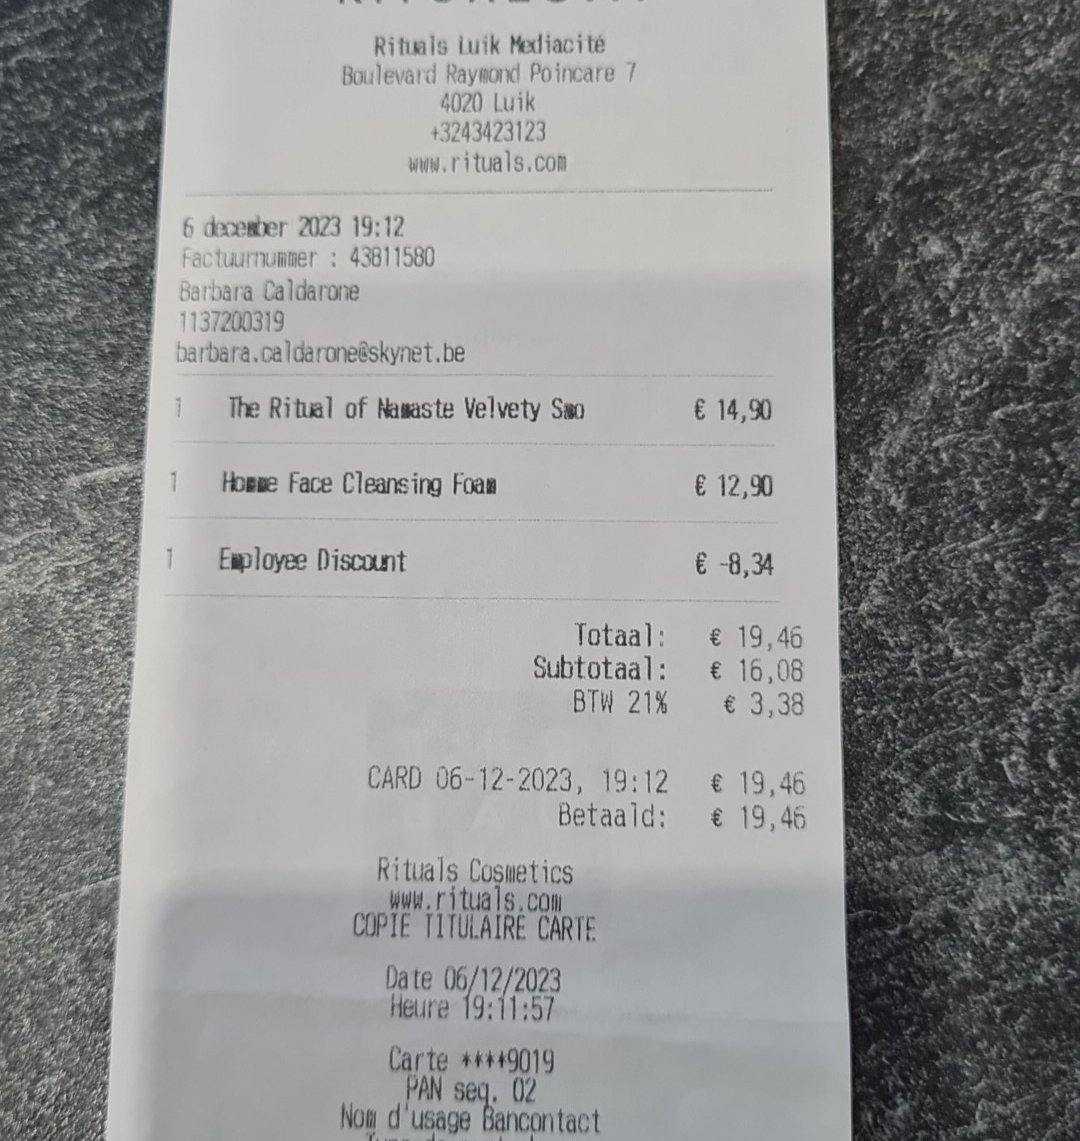 Rituals Luik Mediacité
Boulevard Raymond Poincare 7
4020 Luik
+3243423123
www.rituals.com
6 december 2023 19:12
Factuurnummer : 43811580
Barbara Caldarone
1137200319
barbara.caldarone@skynet.be
1 The Ritual of Namaste Velvety Smo € 14,90
1 Homme Face Cleansing Foam € 12,90
1 Employee Discount € -8,34
Totaal: € 19,46
Subtotaal: € 16,08
BTW 21% € 3,38
CARD 06-12-2023, 19:12 € 19,46
Betaald: € 19,46
Rituals Cosmetics
www.rituals.com
COPIE TITULAIRE CARTE
Date 06/12/2023
Heure 19:11:57
Carte ****9019
PAN seq. 02
Nom d'usage Bancontact